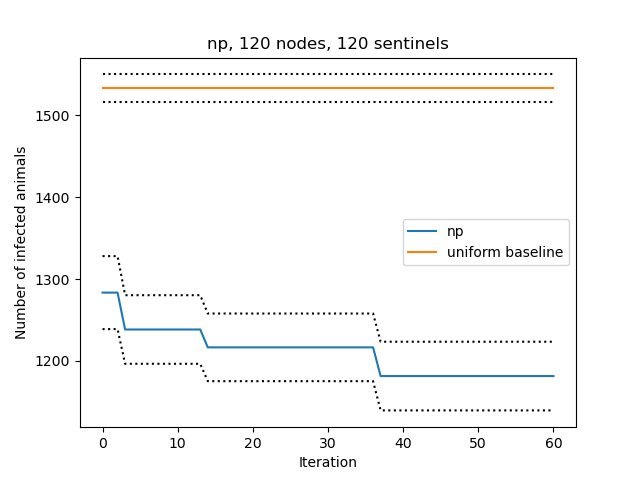 np, 120 nodes, 120 sentinels
Number of infected animals
1500
1400
1300
1200
np
uniform baseline
0 10 20 30 40 50 60
Iteration